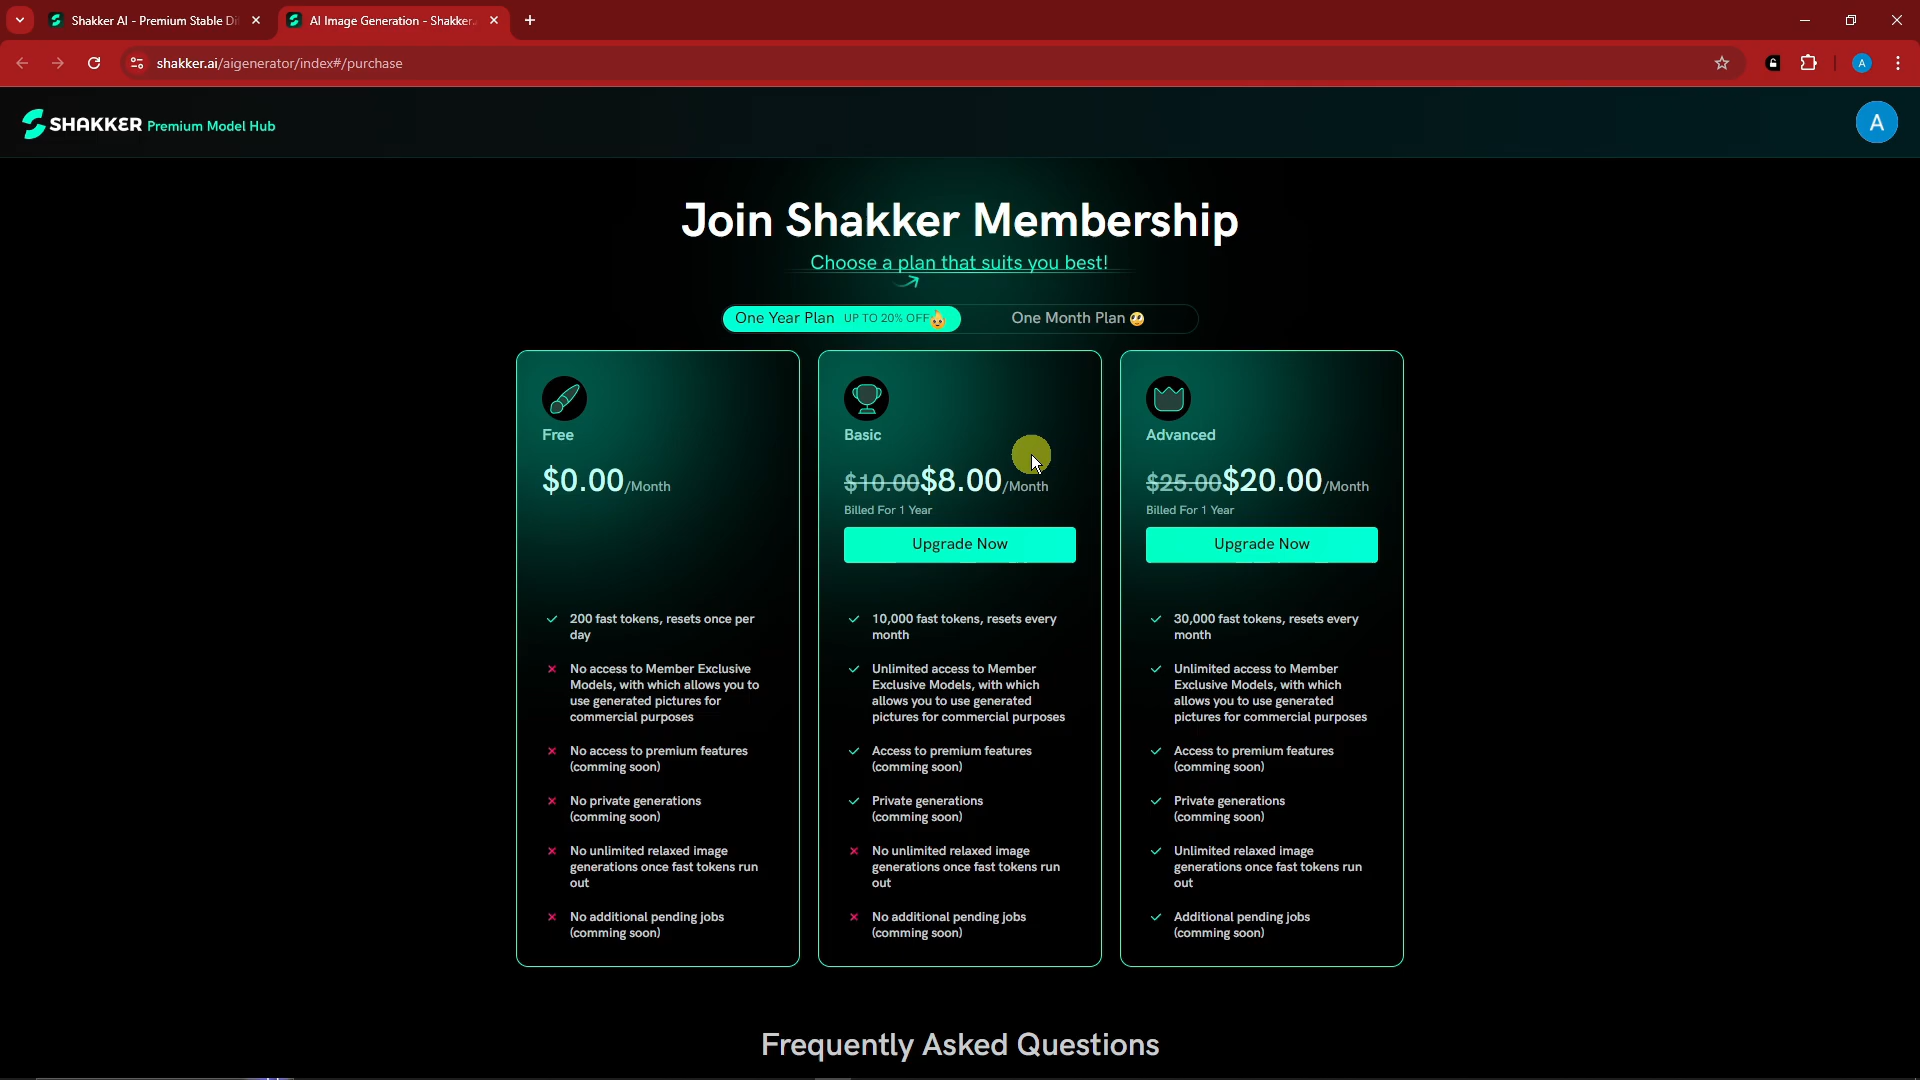 Shakker AI - Premium Stable Di
AI Image Generation - Shakker.
shakker.ai/aigenerator/index#/purchase
A
SHAKKER Premium Model Hub
A
Join Shakker Membership
Choose a plan that suits you best!
One Year Plan UP TO 20% OFF
One Month Plan
Free
$0.00/Month
200 fast tokens, resets once per
day
No access to Member Exclusive
Models, with which allows you to
use generated pictures for
commercial purposes
No access to premium features
(comming soon)
No private generations
(comming soon)
No unlimited relaxed image
generations once fast tokens run
out
No additional pending jobs
(comming soon)
Basic
$10.00$8.00/Month
Billed For 1 Year
Upgrade Now
10,000 fast tokens, resets every
month
Unlimited access to Member
Exclusive Models, with which
allows you to use generated
pictures for commercial purposes
Access to premium features
(comming soon)
Private generations
(comming soon)
No unlimited relaxed image
generations once fast tokens run
out
No additional pending jobs
(comming soon)
Advanced
$25.00$20.00/Month
Billed For 1 Year
Upgrade Now
30,000 fast tokens, resets every
month
Unlimited access to Member
Exclusive Models, with which
allows you to use generated
pictures for commercial purposes
Access to premium features
(comming soon)
Private generations
(comming soon)
Unlimited relaxed image
generations once fast tokens run
out
Additional pending jobs
(comming soon)
Frequently Asked Questions